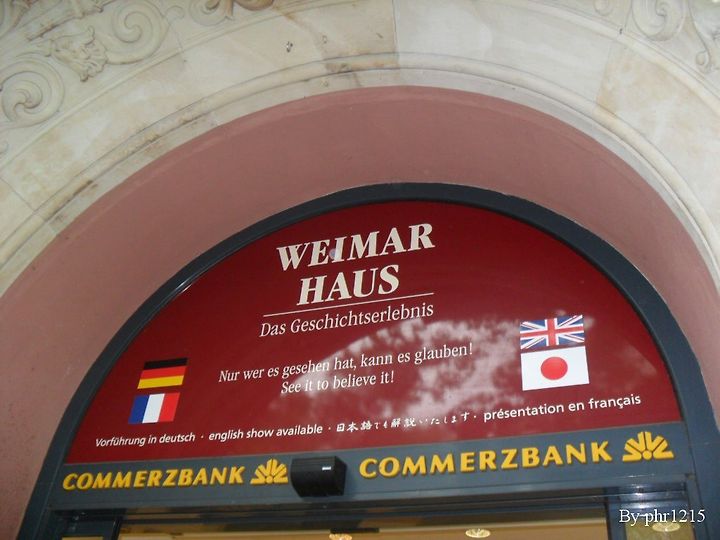 WEIMAR
HAUS
Das Geschichtserlebnis
Nur wer es gesehen hat, kann es glauben!
See it to believe it!
Vorführung in deutsch · english show available · 日本語でも解説いたします · présentation en français
COMMERZBANK COMMERZBANK
By phr1215